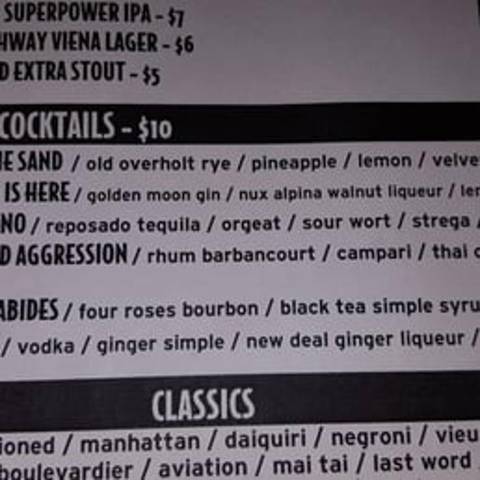 SUPERPOWER IPA - $7
HWAY VIENA LAGER - $6
D EXTRA STOUT - $5
COCKTAILS - $10
IE SAND / old overholt rye / pineapple / lemon / velve
IS HERE / golden moon gin / nux alpina walnut liqueur / ler
NO / reposado tequila / orgeat / sour wort / strega /
D AGGRESSION / rhum barbancourt / campari / thai c
ABIDES / four roses bourbon / black tea simple syru
/ vodka / ginger simple / new deal ginger liqueur /
CLASSICS
ioned / manhattan / daiquiri / negroni / vieu
boulevardier / aviation / mai tai / last word